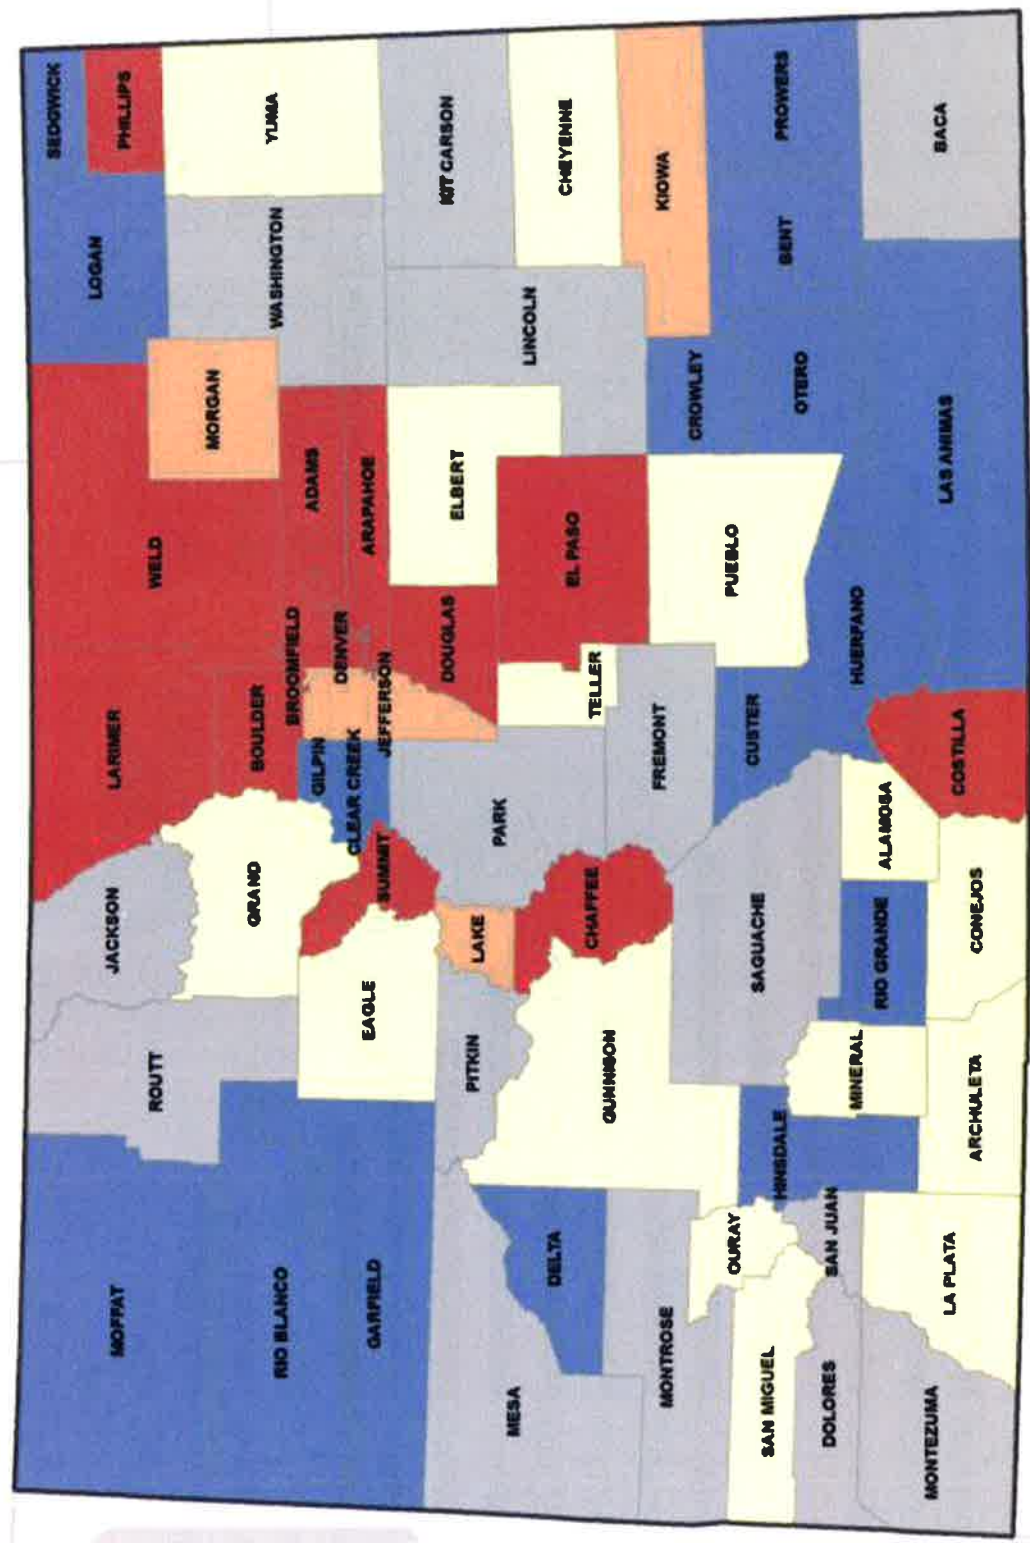 MOFFAT
ROUTT
JACKSON
LARIMER
WELD
LOGAN
SEDGWICK
PHILLIPS
MORGAN
RIO BLANCO
GRAND
BOULDER
BROOMFIELD
GILPIN
ADAMS
WASHINGTON
YUMA
GARFIELD
EAGLE
SUMMIT
CLEAR CREEK
JEFFERSON
DENVER
ARAPAHOE
MESA
PITKIN
LAKE
PARK
DOUGLAS
ELBERT
LINCOLN
KIT CARSON
DELTA
GUNNISON
CHAFFEE
TELLER
EL PASO
CHEYENNE
MONTROSE
FREMONT
KIOWA
OURAY
SAGUACHE
CUSTER
PUEBLO
CROWLEY
SAN MIGUEL
HINSDALE
OTERO
BENT
PROWERS
DOLORES
SAN JUAN
MINERAL
RIO GRANDE
ALAMOSA
HUERFANO
MONTEZUMA
LA PLATA
ARCHULETA
CONEJOS
COSTILLA
LAS ANIMAS
BACA